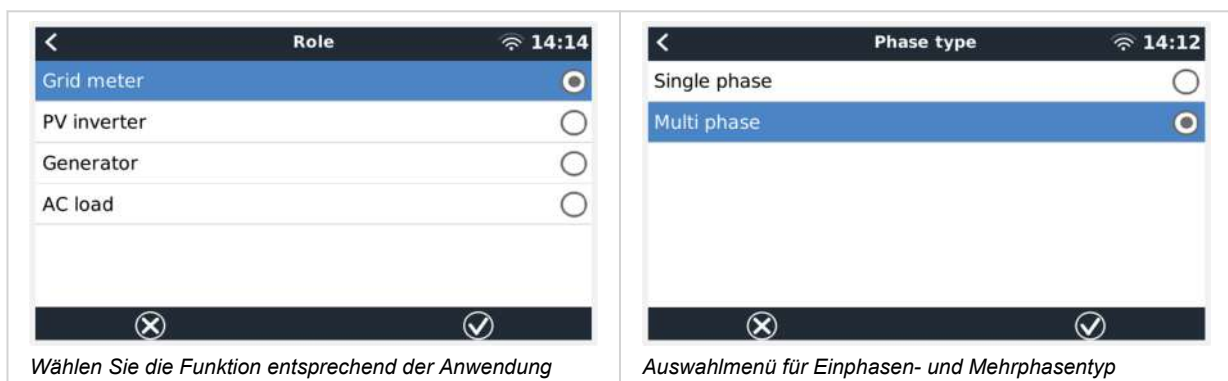 Role
14:14
Grid meter
PV inverter
Generator
AC load
Wählen Sie die Funktion entsprechend der Anwendung
Phase type
14:12
Single phase
Multi phase
Auswahlmenü für Einphasen- und Mehrphasentyp